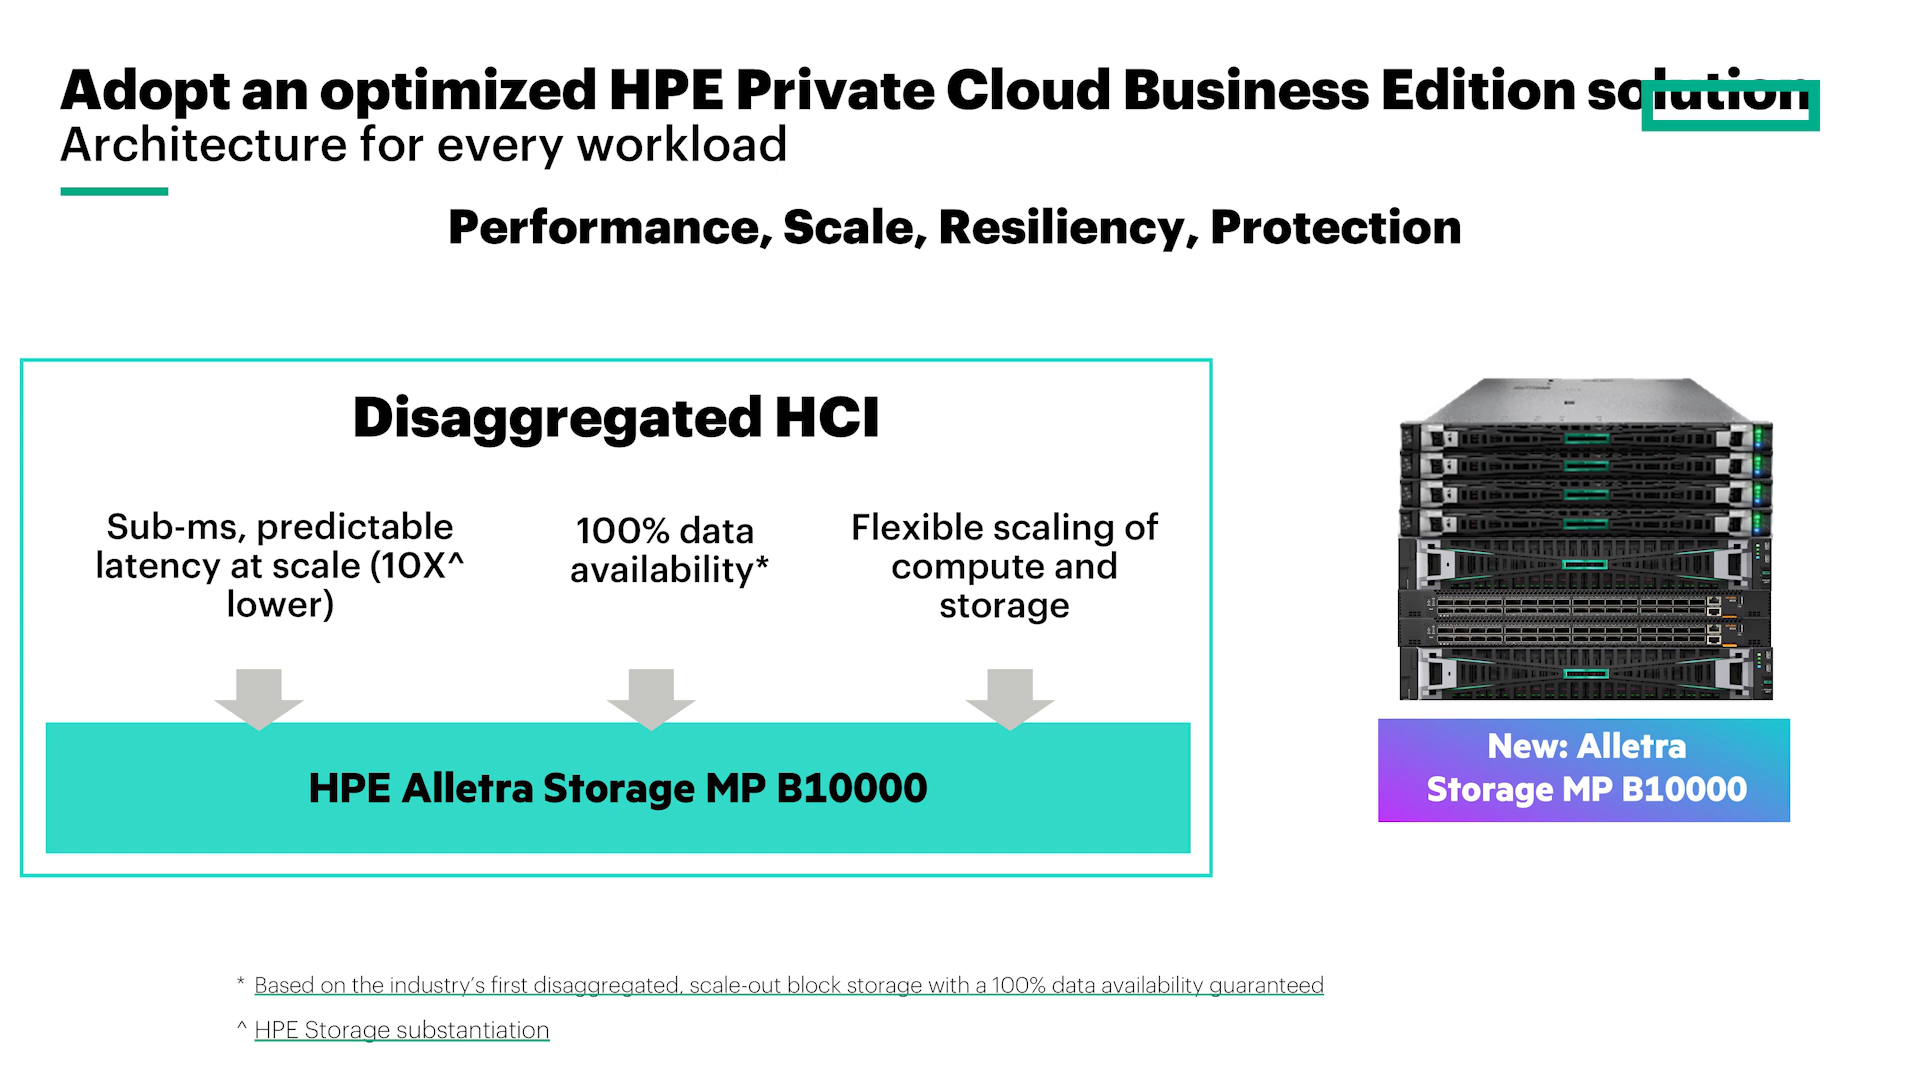 Adopt an optimized HPE Private Cloud Business Edition solution
Architecture for every workload
Performance, Scale, Resiliency, Protection
Disaggregated HCI
Sub-ms, predictable
latency at scale (10X^
lower)
100% data
availability*
Flexible scaling of
compute and
storage
HPE Alletra Storage MP B10000
New: Alletra
Storage MP B10000
* Based on the industry’s first disaggregated, scale-out block storage with a 100% data availability guaranteed
^ HPE Storage substantiation